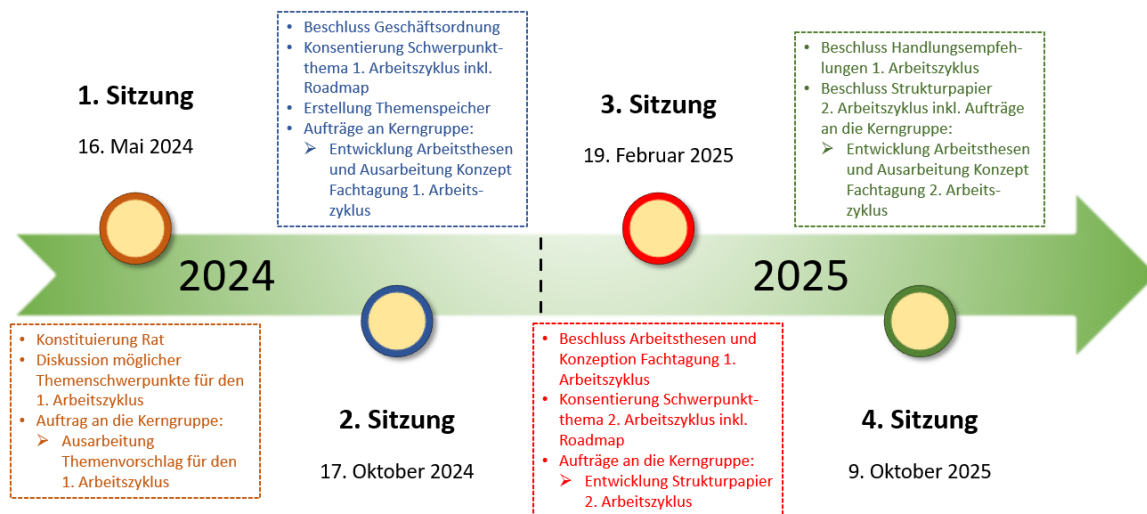 1. Sitzung
16. Mai 2024
• Beschluss Geschäftsordnung
• Konsentierung Schwerpunkt-
thema 1. Arbeitszyklus inkl.
Roadmap
• Erstellung Themenspeicher
• Aufträge an Kerngruppe:
➢ Entwicklung Arbeitsthesen
und Ausarbeitung Konzept
Fachtagung 1. Arbeits-
zyklus
3. Sitzung
19. Februar 2025
• Beschluss Handlungsempfeh-
lungen 1. Arbeitszyklus
• Beschluss Strukturpapier
2. Arbeitszyklus inkl. Aufträge
an die Kerngruppe:
➢ Entwicklung Arbeitsthesen
und Ausarbeitung Konzept
Fachtagung 2. Arbeits-
zyklus
2024
2025
• Konstituierung Rat
• Diskussion möglicher
Themenschwerpunkte für den
1. Arbeitszyklus
• Auftrag an die Kerngruppe:
➢ Ausarbeitung
Themenvorschlag für den
1. Arbeitszyklus
2. Sitzung
17. Oktober 2024
• Beschluss Arbeitsthesen und
Konzeption Fachtagung 1.
Arbeitszyklus
• Konsentierung Schwerpunkt-
thema 2. Arbeitszyklus inkl.
Roadmap
• Aufträge an die Kerngruppe:
➢ Entwicklung Strukturpapier
2. Arbeitszyklus
4. Sitzung
9. Oktober 2025